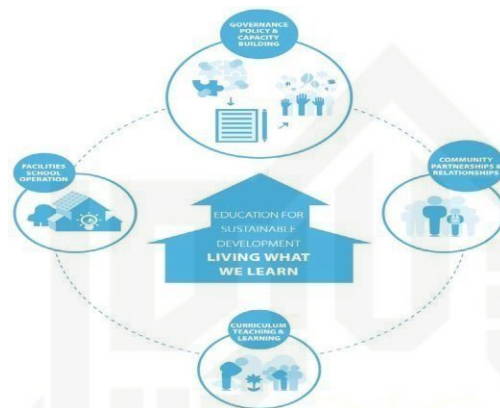 GOVERNANCE
POLICY &
CAPACITY
BUILDING
FACILITIES
SCHOOL
OPERATION
COMMUNITY
PARTNERSHIPS &
RELATIONSHIPS
EDUCATION FOR
SUSTAINABLE
DEVELOPMENT
LIVING WHAT
WE LEARN
CURRICULUM
TEACHING &
LEARNING